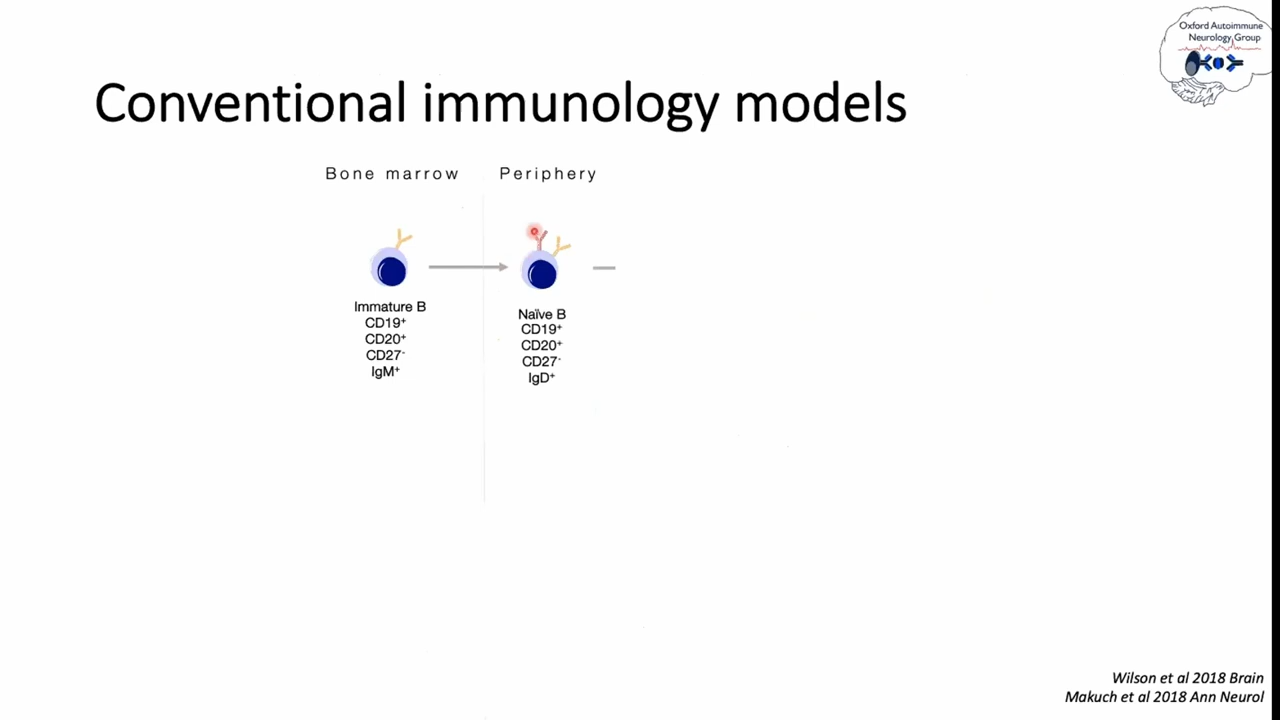 Oxford Autoimmune
Neurology Group
Conventional immunology models
Bone marrow
Periphery
Immature B
CD19⁺
CD20⁺
CD27⁻
IgM⁺
Naïve B
CD19⁺
CD20⁺
CD27⁻
IgD⁺
Wilson et al 2018 Brain
Makuch et al 2018 Ann Neurol